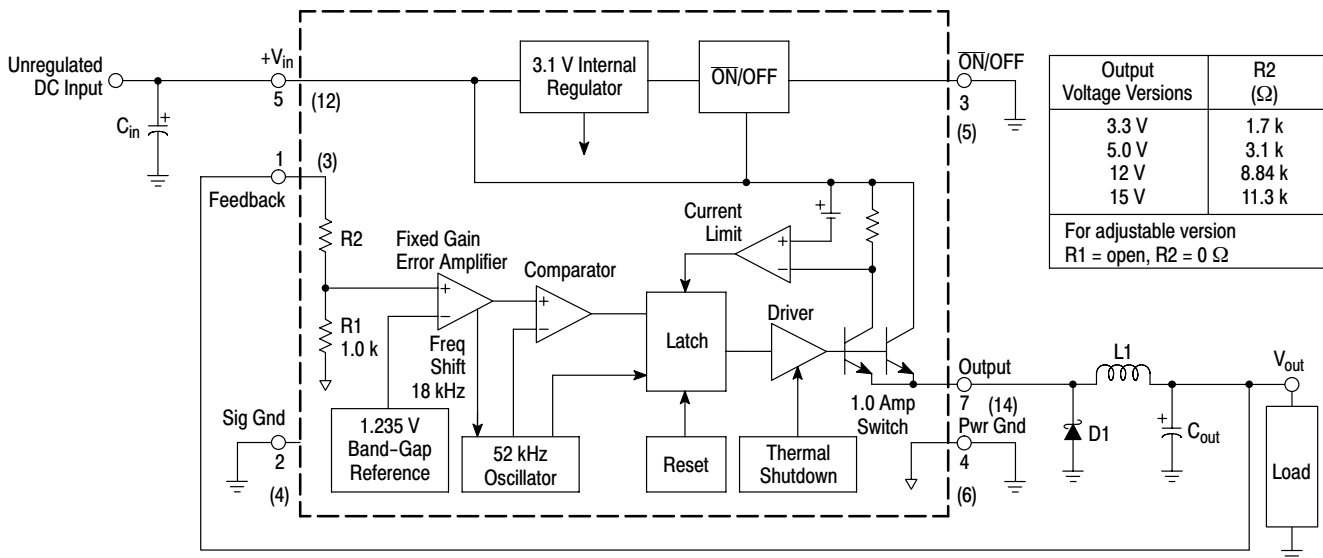 Unregulated
DC Input
+Vin
5
(12)
Cin
+
3.1 V Internal
Regulator
ON/OFF
ON/OFF
3
(5)
Output
Voltage Versions
R2
(Ω)
3.3 V
1.7 k
5.0 V
3.1 k
12 V
8.84 k
15 V
11.3 k
For adjustable version
R1 = open, R2 = 0 Ω
1
(3)
Feedback
R2
R1
1.0 k
Fixed Gain
Error Amplifier
+
−
Freq
Shift
18 kHz
Comparator
+
−
Current
Limit
+
+
−
Latch
Driver
1.0 Amp
Switch
Output
7
(14)
Pwr Gnd
4
(6)
L1
D1
Vout
+
Cout
Load
Sig Gnd
2
(4)
1.235 V
Band-Gap
Reference
52 kHz
Oscillator
Reset
Thermal
Shutdown